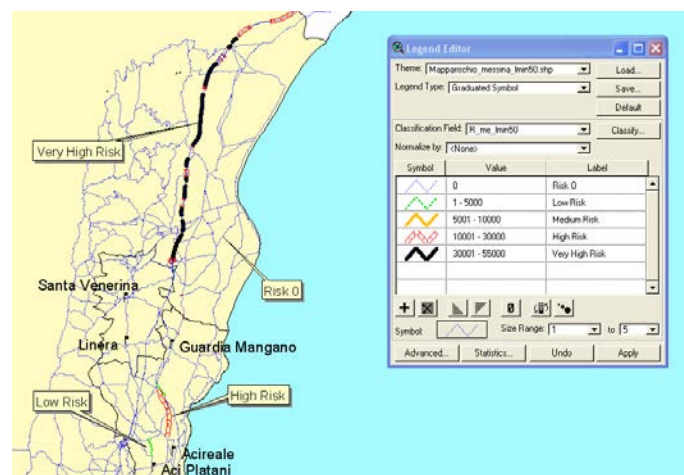 Very High Risk
Santa Venerina
Risk 0
Linera
Guardia Mangano
Low Risk
High Risk
Acireale
Aci Platani
Legend Editor
Theme: Mapparischio_messina_lmin50.shp
Load...
Legend Type: Graduated Symbol
Save...
Default
Classification Field: R_me_lmin50
Classify...
Normalize by: <None>
Symbol Value Label
0 Risk 0
1 - 5000 Low Risk
5001 - 10000 Medium Risk
10001 - 30000 High Risk
30001 - 55000 Very High Risk
Symbol: Size Range: 1 to 5
Advanced... Statistics... Undo Apply